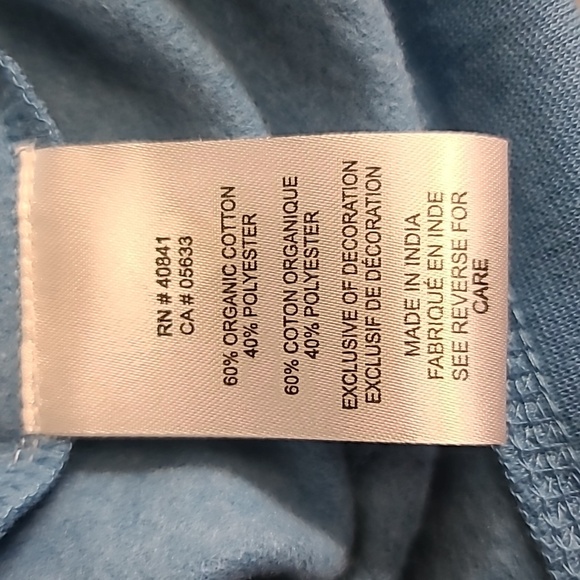 RN # 40841
CA # 05633
60% ORGANIC COTTON
40% POLYESTER
60% COTON ORGANIQUE
40% POLYESTER
EXCLUSIVE OF DECORATION
EXCLUSIF DE DÉCORATION
MADE IN INDIA
FABRIQUÉ EN INDE
SEE REVERSE FOR
CARE